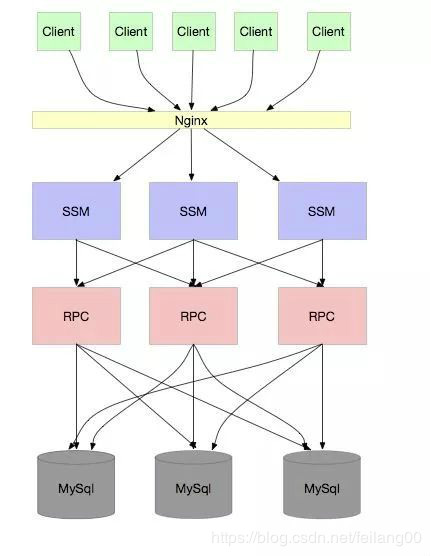 Client Client Client Client Client
Nginx
SSM SSM SSM
RPC RPC RPC
MySql MySql MySql
https://blog.csdn.net/feilang00